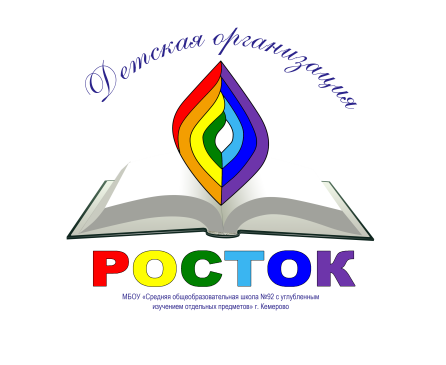 Детская организация
РОСТОК
МБОУ «Средняя общеобразовательная школа №92 с углубленным
изучением отдельных предметов» г. Кемерово